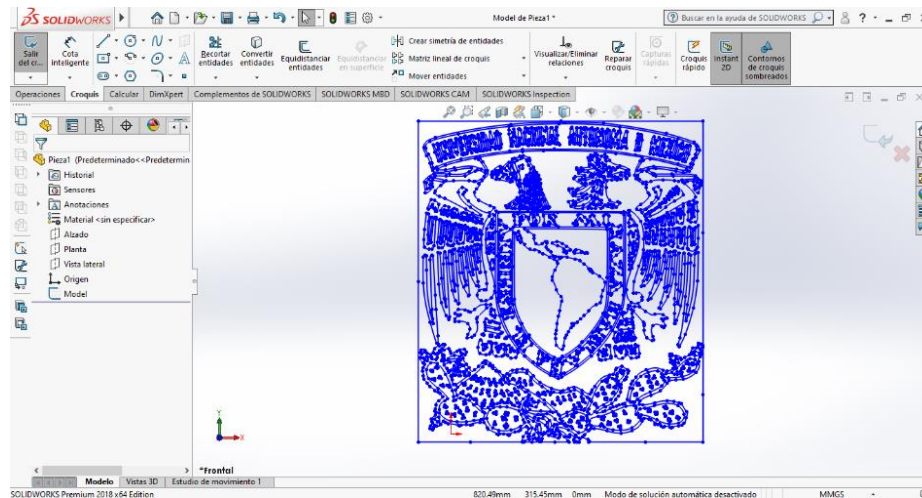 SOLIDWORKS
Model de Pieza1 *
Buscar en la ayuda de SOLIDWORKS
Salir del cr...
Cota inteligente
Recortar entidades
Convertir entidades
Equidistanciar entidades
Equidistanciar en superficie
Crear simetría de entidades
Matriz lineal de croquis
Mover entidades
Visualizar/Eliminar relaciones
Reparar croquis
Capturas rápidas
Croquis rápido
Instant 2D
Contornos de croquis sombreados
Operaciones Croquis Calcular DimXpert Complementos de SOLIDWORKS SOLIDWORKS MBD SOLIDWORKS CAM SOLIDWORKS Inspection
Pieza1 (Predeterminado<<Predetermin
Historial
Sensores
Anotaciones
Material <sin especificar>
Alzado
Planta
Vista lateral
Origen
Model
UNIVERSIDAD NACIONAL AUTONOMA D MEXICO
Y
X
*Frontal
Modelo Vistas 3D Estudio de movimiento 1
SOLIDWORKS Premium 2018 x64 Edition 820.49mm 315.45mm 0mm Modo de solución automática desactivado MMGS